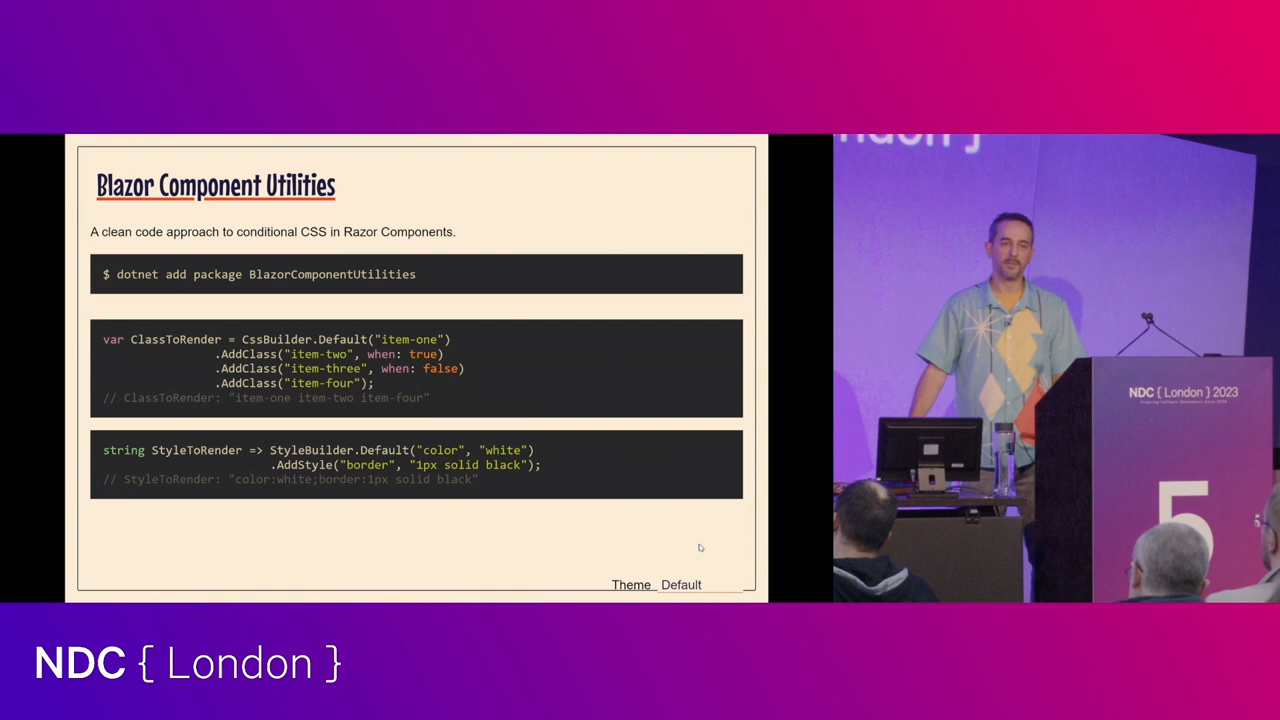 Blazor Component Utilities
A clean code approach to conditional CSS in Razor Components.
$ dotnet add package BlazorComponentUtilities
var ClassToRender = CssBuilder.Default("item-one")
.AddClass("item-two", when: true)
.AddClass("item-three", when: false)
.AddClass("item-four");
// ClassToRender: "item-one item-two item-four"
string StyleToRender => StyleBuilder.Default("color", "white")
.AddStyle("border", "1px solid black");
// StyleToRender: "color:white;border:1px solid black"
Theme Default
ndon }
NDC { London } 2023
5
NDC { London }